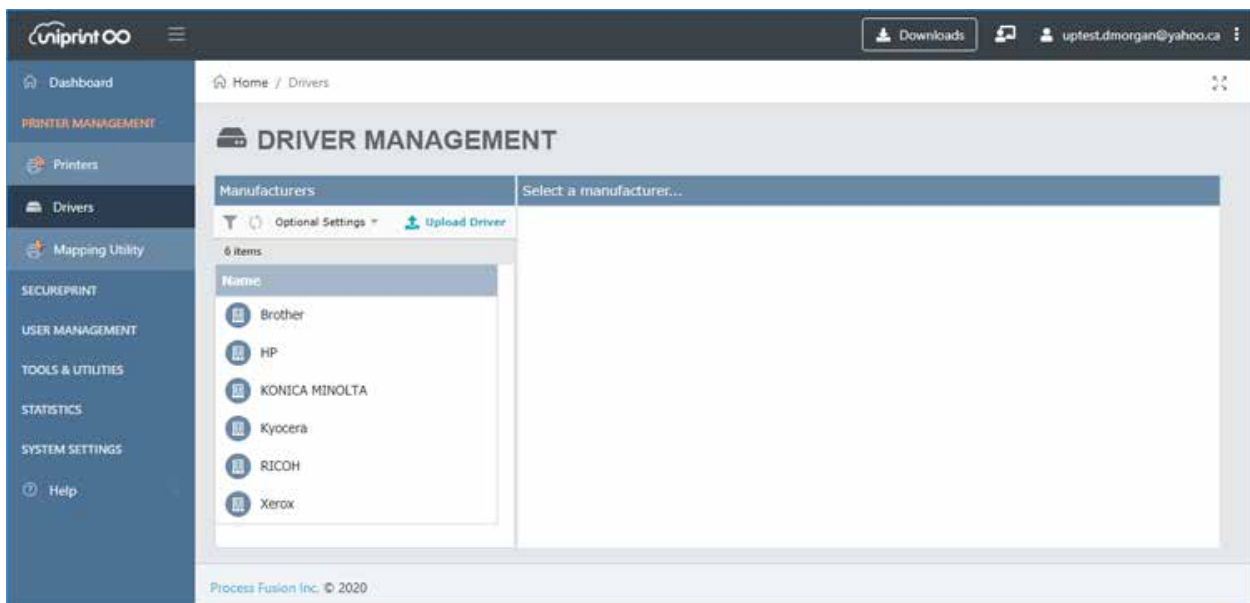 uniprint
Downloads
uptest.dmorgan@yahoo.ca
Dashboard
Home / Drivers
PRINTER MANAGEMENT
DRIVER MANAGEMENT
Printers
Manufacturers
Select a manufacturer...
Drivers
Optional Settings
Upload Driver
Mapping Utility
6 items
Name
SECUREPRINT
Brother
USER MANAGEMENT
HP
TOOLS & UTILITIES
KONICA MINOLTA
STATISTICS
Kyocera
SYSTEM SETTINGS
RICOH
Help
Xerox
Process Fusion Inc. © 2020